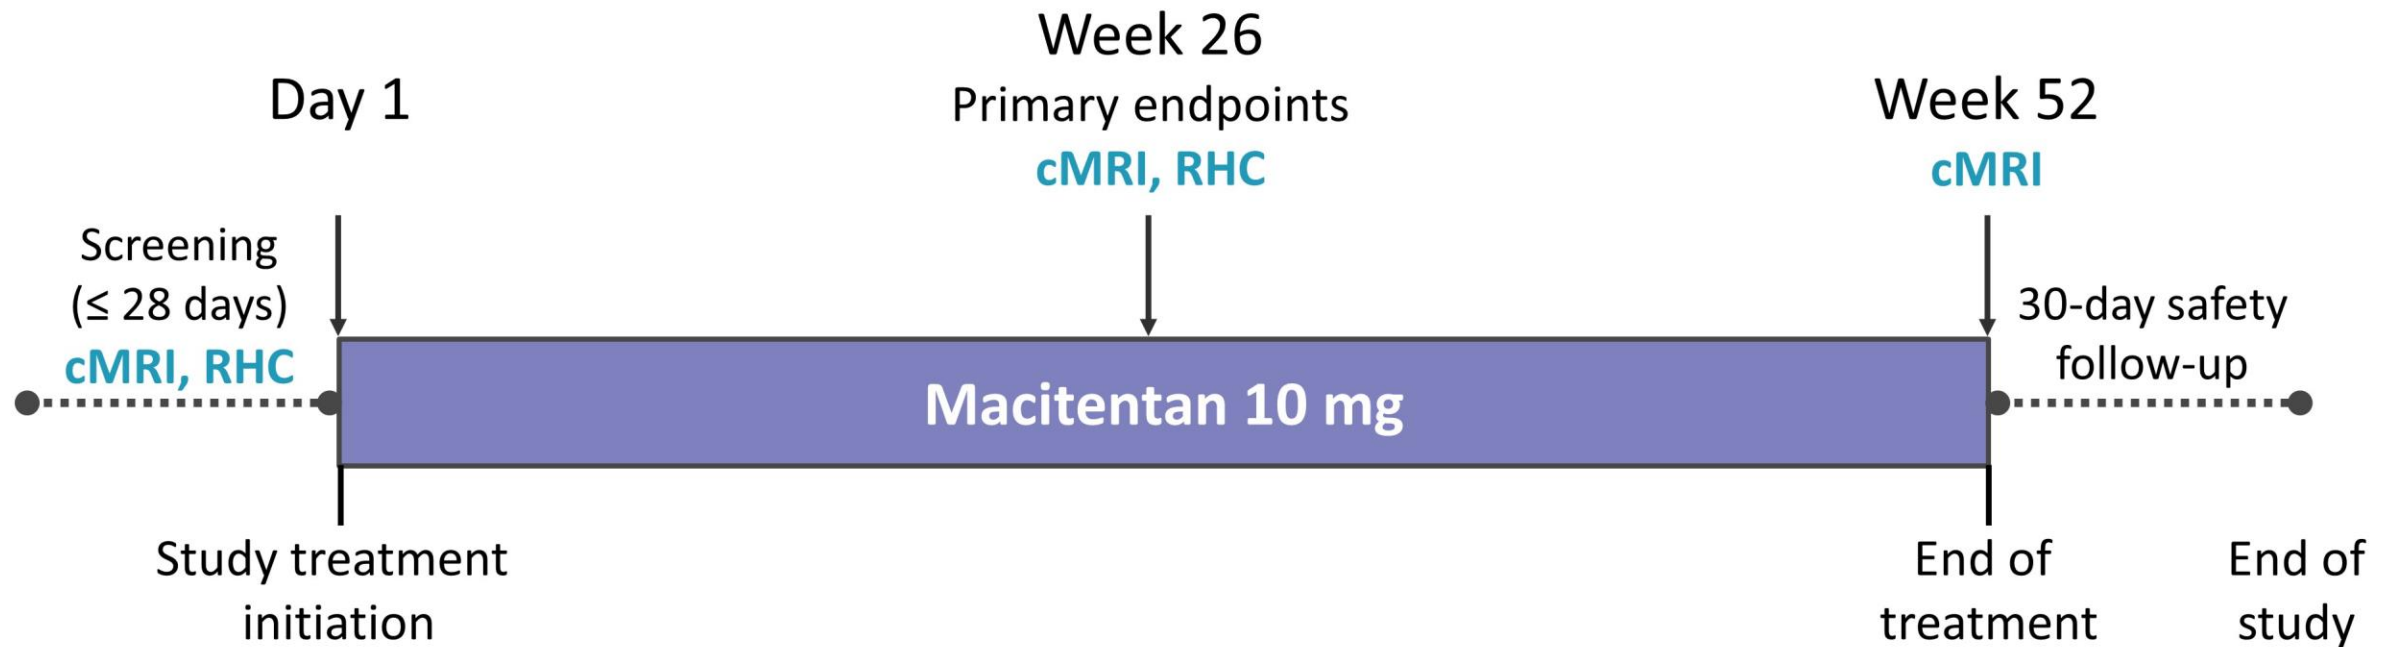 Day 1
Week 26
Primary endpoints
cMRI, RHC
Week 52
cMRI
Screening
(≤ 28 days)
cMRI, RHC
30-day safety
follow-up
Macitentan 10 mg
Study treatment
initiation
End of
treatment
End of
study